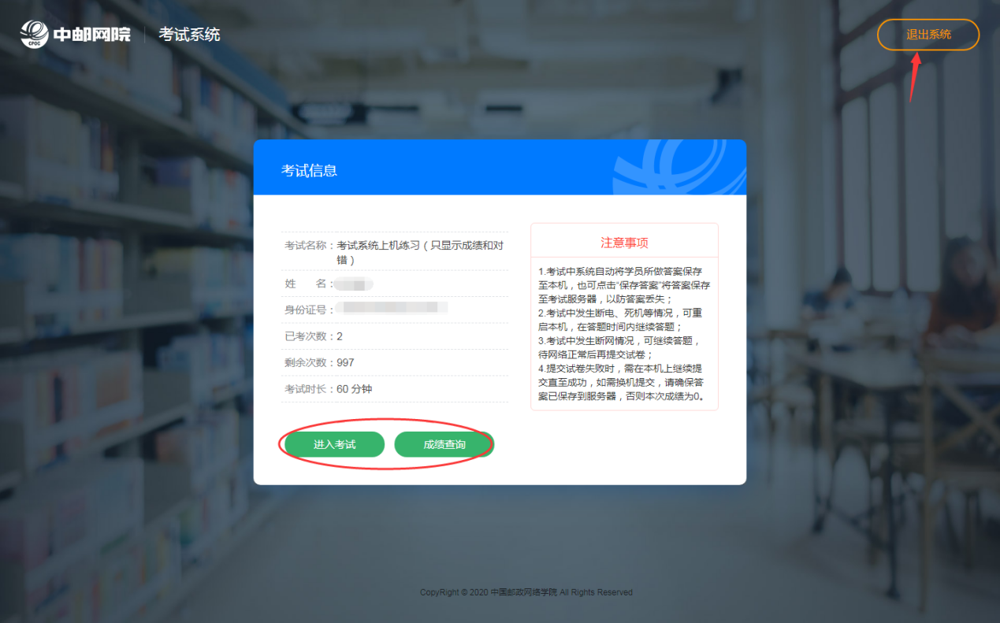 CPDC
中邮网院
考试系统
退出系统
考试信息
考试名称：考试系统上机练习（只显示成绩和对
错）
姓 名：
身份证号：
已考次数：2
剩余次数：997
考试时长：60 分钟
进入考试
成绩查询
注意事项
1.考试中系统自动将学员所做答案保存
至本机，也可点击“保存答案”将答案保存
至考试服务器，以防答案丢失；
2.考试中发生断电、死机等情况，可重
启本机，在答题时间内继续答题；
3.考试中发生断网情况，可继续答题，
待网络正常后再提交试卷；
4.提交试卷失败时，需在本机上继续提
交直至成功，如需换机提交，请确保答
案已保存到服务器，否则本次成绩为0。
CopyRight © 2020 中国邮政网络学院 All Rights Reserved